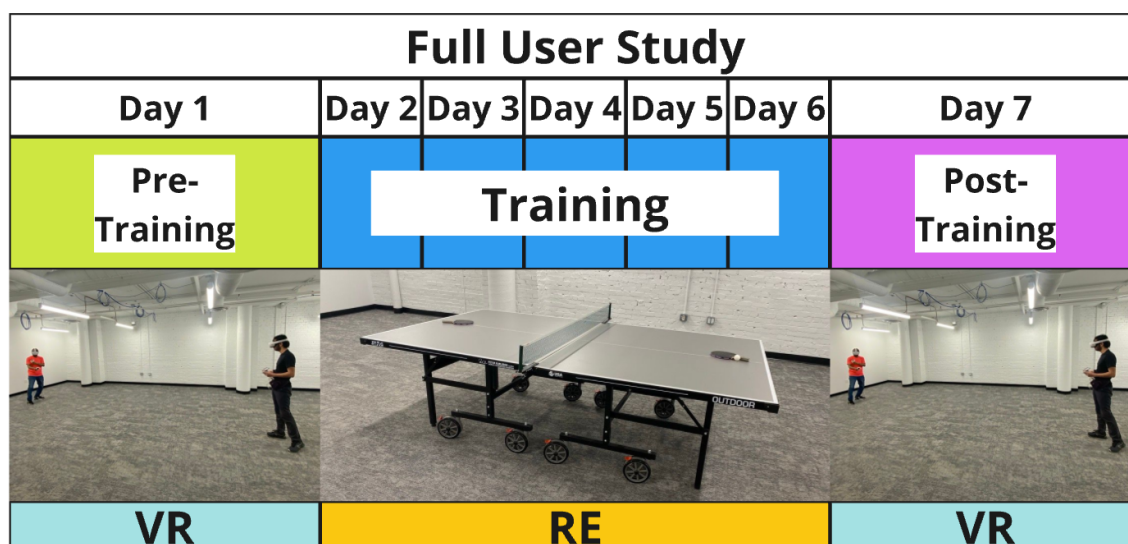 Full User Study
Day 1
Day 2
Day 3
Day 4
Day 5
Day 6
Day 7
Pre-
Training
Training
Post-
Training
OUTDOOR
VR
RE
VR